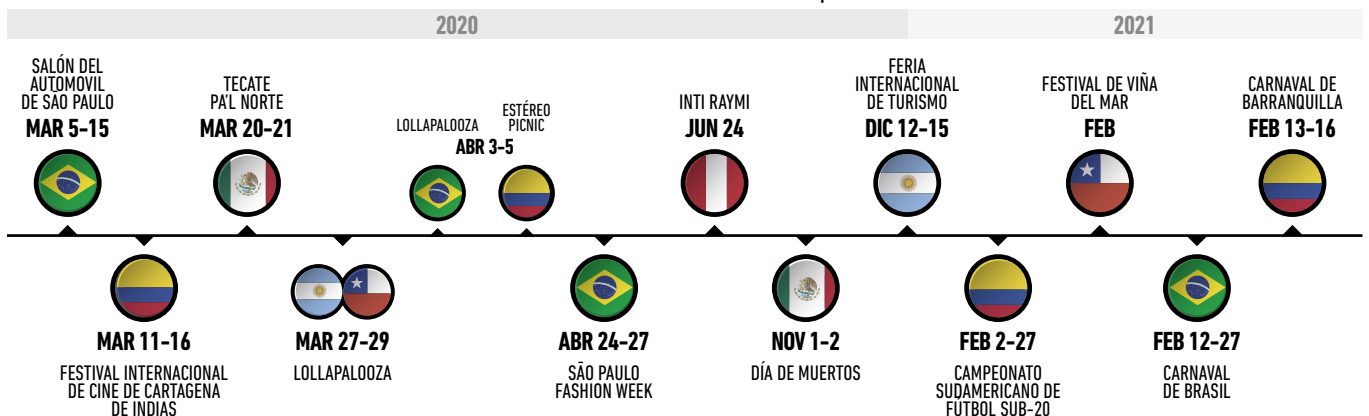 2020
2021
SALÓN DEL
AUTOMOVIL
DE SÃO PAULO
MAR 5-15
TECATE
PA'L NORTE
MAR 20-21
LOLLAPALOOZA
ESTÉREO
PICNIC
ABR 3-5
INTI RAYMI
JUN 24
FERIA
INTERNACIONAL
DE TURISMO
DIC 12-15
FESTIVAL DE VIÑA
DEL MAR
FEB
CARNAVAL DE
BARRANQUILLA
FEB 13-16
MAR 11-16
FESTIVAL INTERNACIONAL
DE CINE DE CARTAGENA
DE INDIAS
MAR 27-29
LOLLAPALOOZA
ABR 24-27
SÃO PAULO
FASHION WEEK
NOV 1-2
DÍA DE MUERTOS
FEB 2-27
CAMPEONATO
SUDAMERICANO DE
FÚTBOL SUB-20
FEB 12-27
CARNAVAL
DE BRASIL